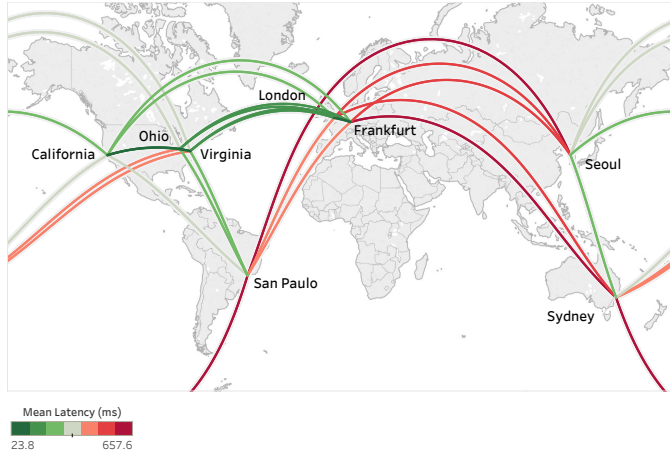 London
Ohio
Frankfurt
California
Virginia
Seoul
San Paulo
Sydney
Mean Latency (ms)
23.8 657.6